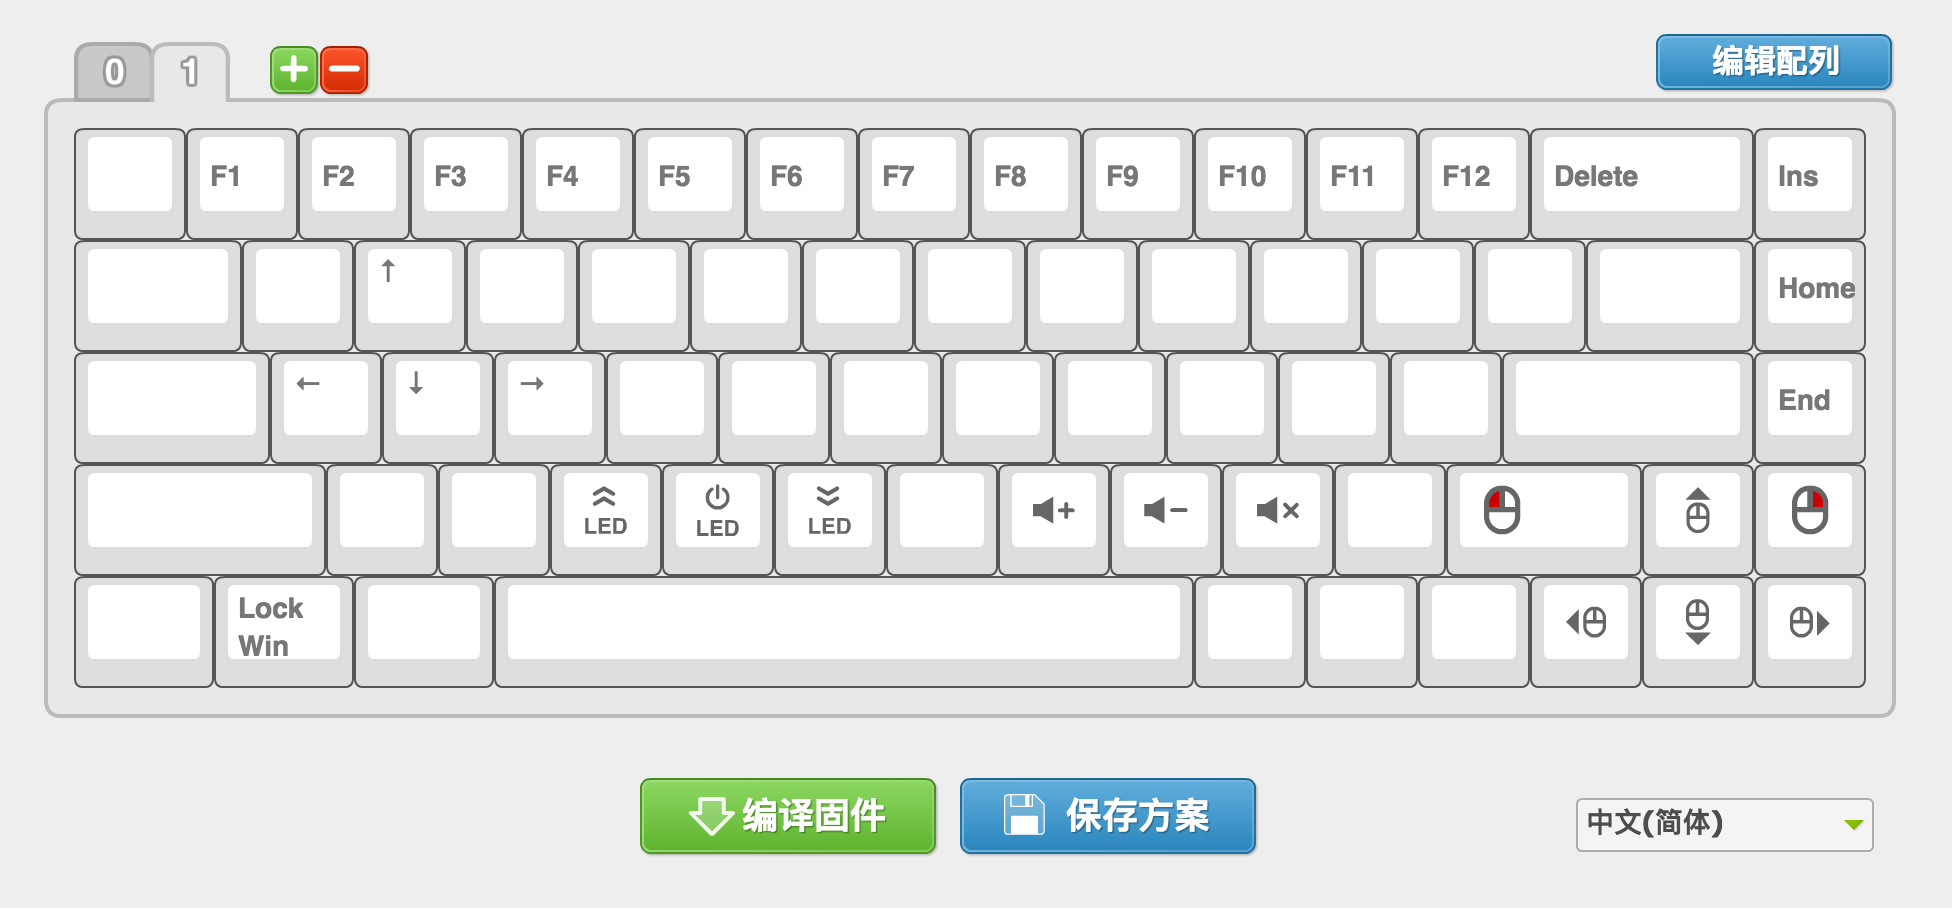 0 1 编辑配列
F1 F2 F3 F4 F5 F6 F7 F8 F9 F10 F11 F12 Delete Ins
↑ Home
← ↓ → End
LED LED LED
Lock
Win
编译固件 保存方案 中文(简体)